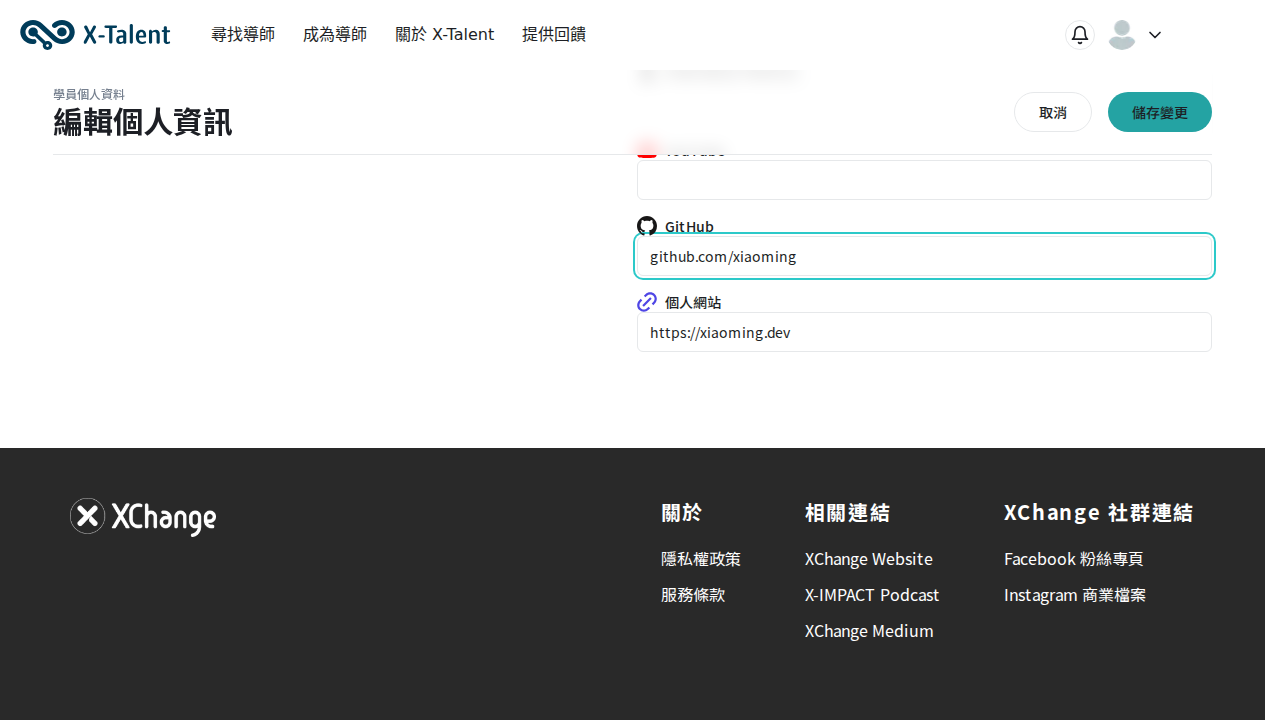 X-Talent
尋找導師
成為導師
關於 X-Talent
提供回饋
學員個人資料
編輯個人資訊
取消
儲存變更
YouTube
GitHub
github.com/xiaoming
個人網站
https://xiaoming.dev
XChange
關於
隱私權政策
服務條款
相關連結
XChange Website
X-IMPACT Podcast
XChange Medium
XChange 社群連結
Facebook 粉絲專頁
Instagram 商業檔案